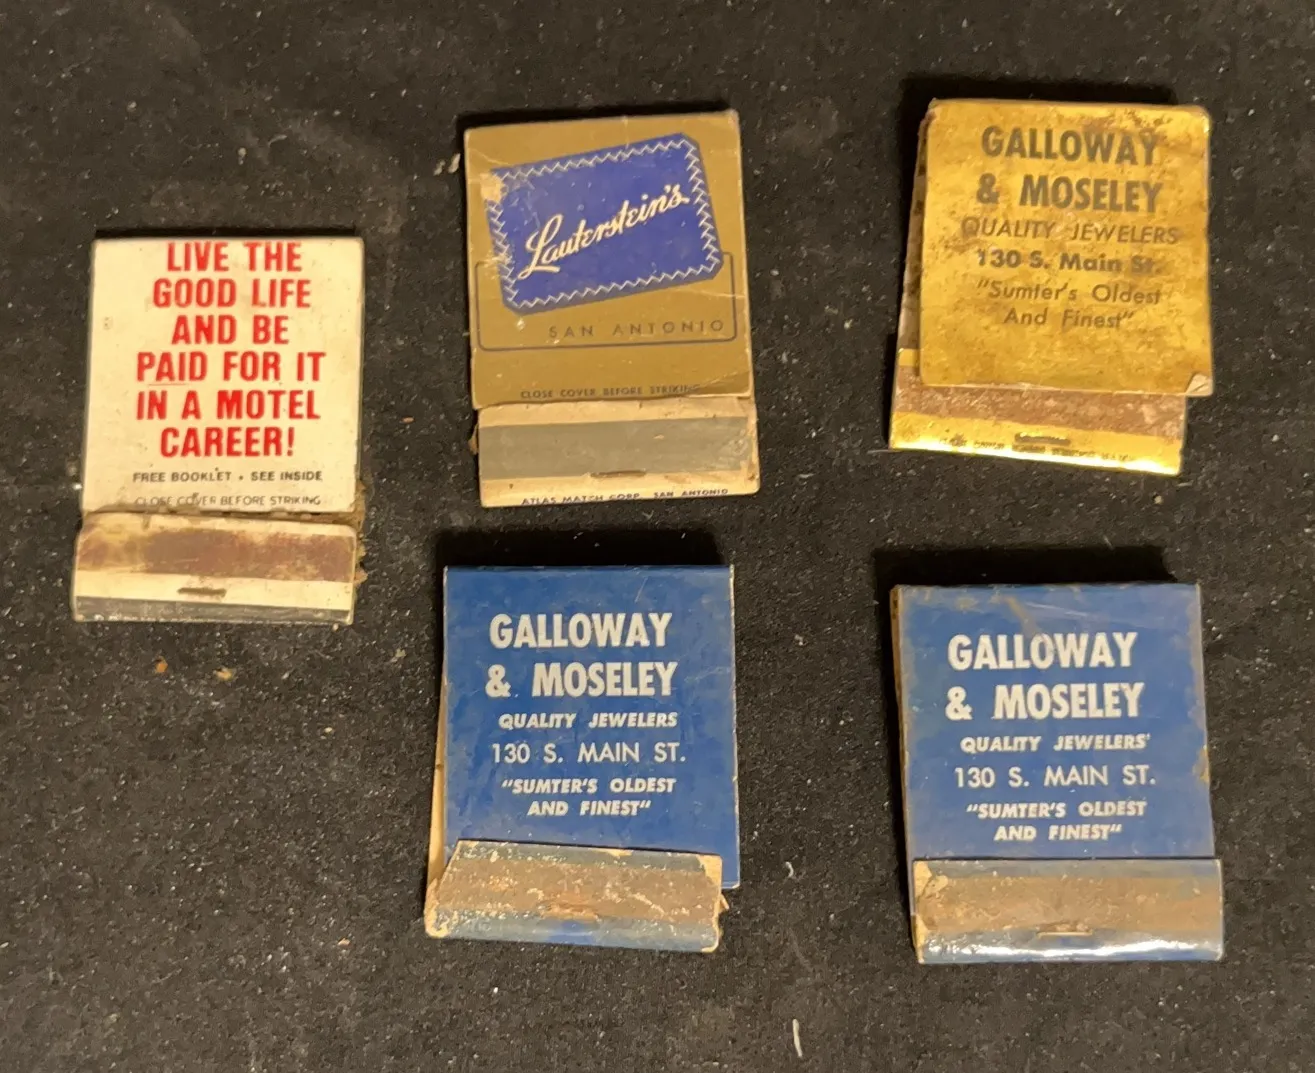 LIVE THE
GOOD LIFE
AND BE
PAID FOR IT
IN A MOTEL
CAREER!
FREE BOOKLET • SEE INSIDE
CLOSE COVER BEFORE STRIKING
Lauterstein's
SAN ANTONIO
CLOSE COVER BEFORE STRIKING
ATLAS MATCH CORP. SAN ANTONIO
GALLOWAY
& MOSELEY
QUALITY JEWELERS
130 S. Main St.
"Sumter's Oldest
And Finest"
GALLOWAY
& MOSELEY
QUALITY JEWELERS
130 S. MAIN ST.
"SUMTER'S OLDEST
AND FINEST"
GALLOWAY
& MOSELEY
QUALITY JEWELERS
130 S. MAIN ST.
"SUMTER'S OLDEST
AND FINEST"